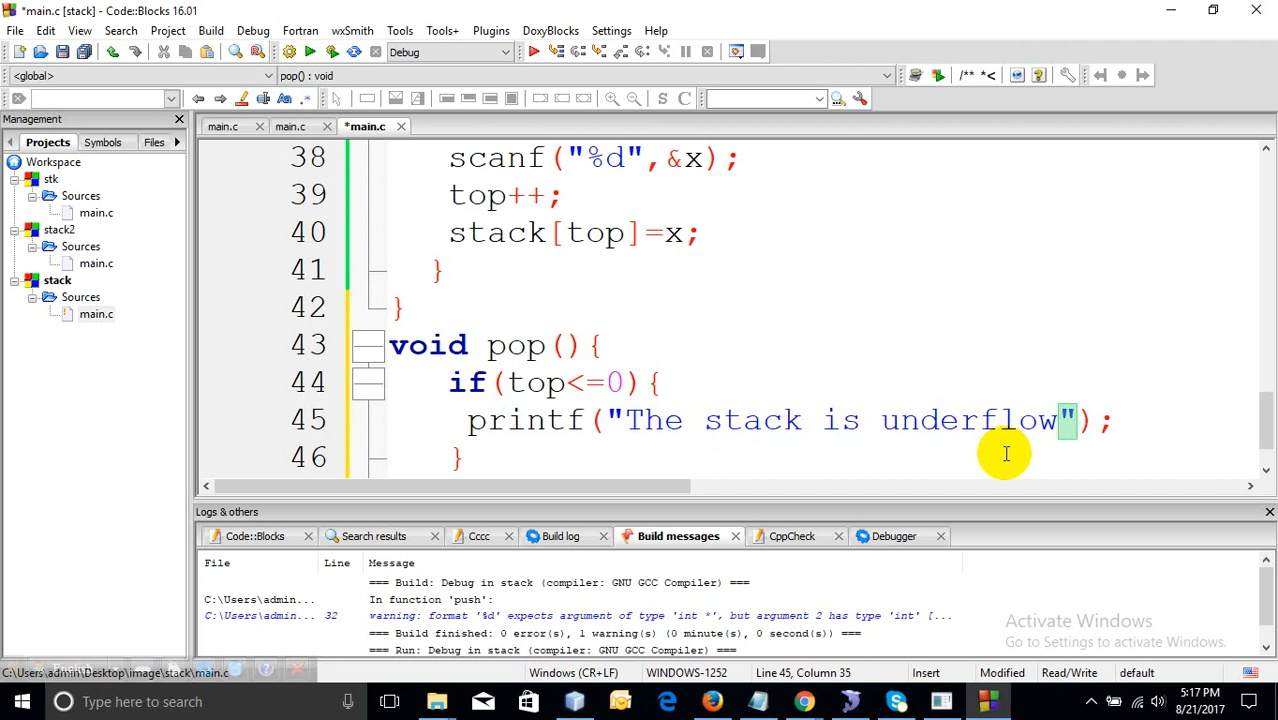 *main.c [stack] - Code::Blocks 16.01
File Edit View Search Project Build Debug Fortran wxSmith Tools Tools+ Plugins DoxyBlocks Settings Help
Debug
<global> pop() : void
/** *<
S C
Management
Projects Symbols Files
main.c main.c *main.c
Workspace
stk
Sources
main.c
stack2
Sources
main.c
stack
Sources
main.c
38 scanf("%d",&x);
39 top++;
40 stack[top]=x;
41 }
42 }
43 void pop(){
44 if(top<=0){
45 printf("The stack is underflow");
46 }
Logs & others
Code::Blocks Search results Cccc Build log Build messages CppCheck Debugger
File Line Message
=== Build: Debug in stack (compiler: GNU GCC Compiler) ===
C:\Users\admin... In function 'push':
C:\Users\admin... 32 warning: format '%d' expects argument of type 'int *', but argument 2 has type 'int' [...
=== Build finished: 0 error(s), 1 warning(s) (0 minute(s), 0 second(s)) ===
=== Run: Debug in stack (compiler: GNU GCC Compiler) ===
Activate Windows
Go to Settings to activate Windows.
C:\Users\admin\Desktop\image\stack\main.c Windows (CR+LF) WINDOWS-1252 Line 45, Column 35 Insert Modified Read/Write default
Type here to search
5:17 PM
8/21/2017